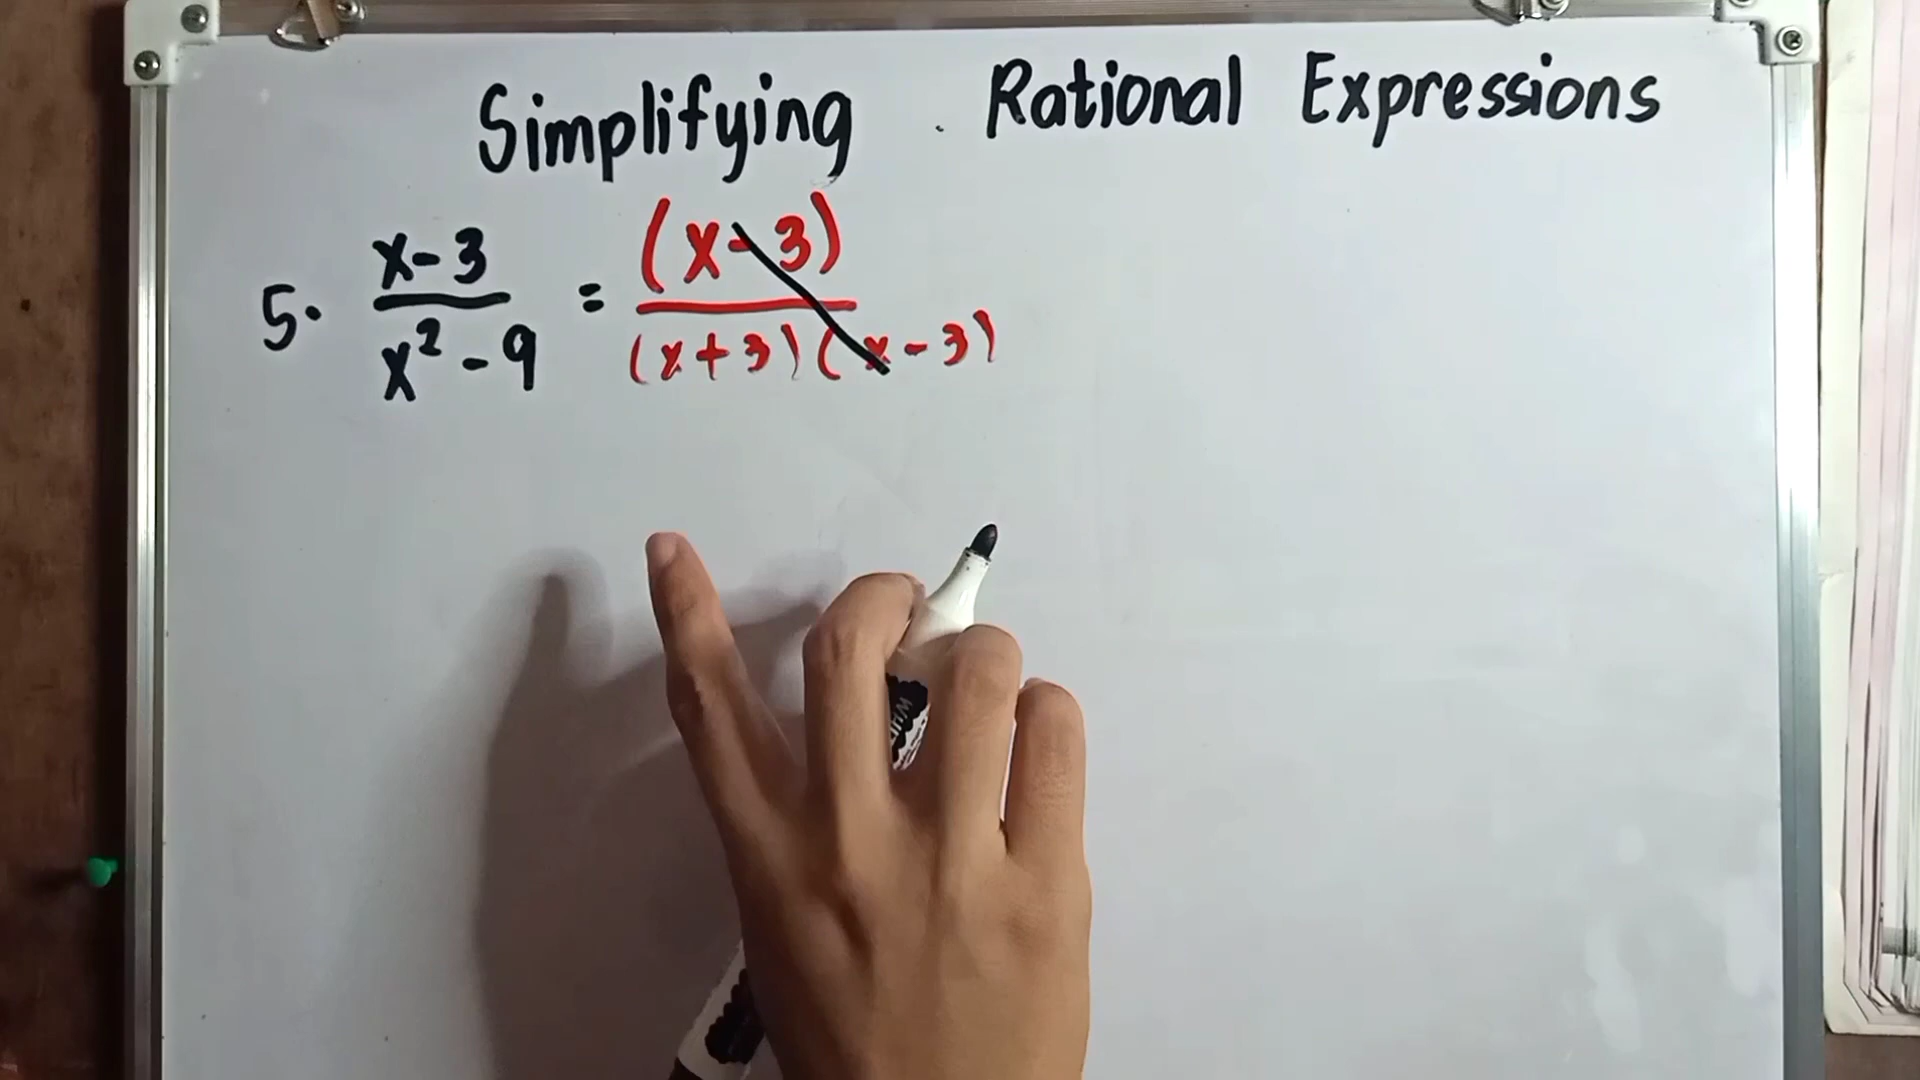 Simplifying Rational Expressions
5. x-3 / x² - 9 = (x-3) / (x+3)(x-3)